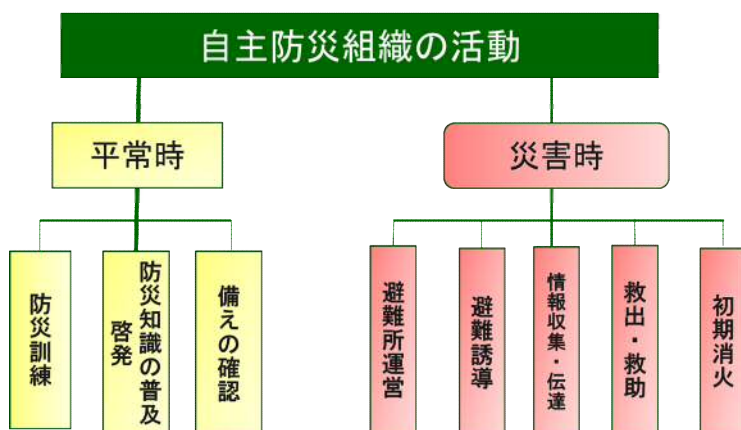 自主防災組織の活動
平常時
災害時
防災訓練
防災知識の普及
啓発
備えの確認
避難所運営
避難誘導
情報収集・伝達
救出・救助
初期消火